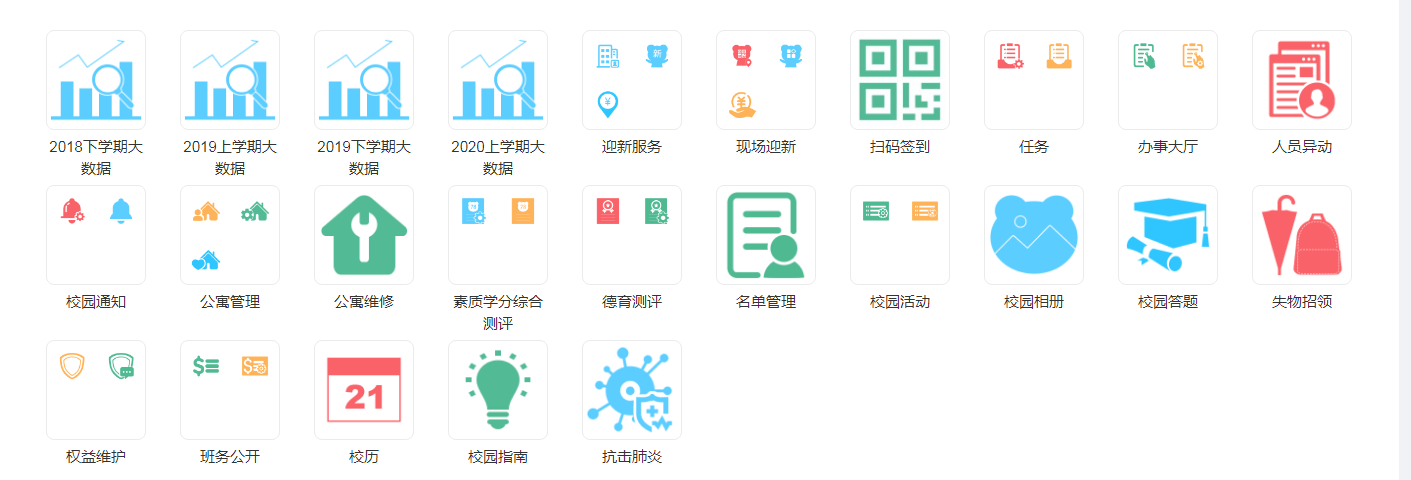 2018下学期大
数据
2019上学期大
数据
2019下学期大
数据
2020上学期大
数据
新
迎新服务
现场迎新
扫码签到
任务
办事大厅
人员异动
校园通知
公寓管理
公寓维修
素质学分综合
测评
德育测评
名单管理
校园活动
校园相册
校园答题
失物招领
权益维护
班务公开
21
校历
校园指南
抗击肺炎